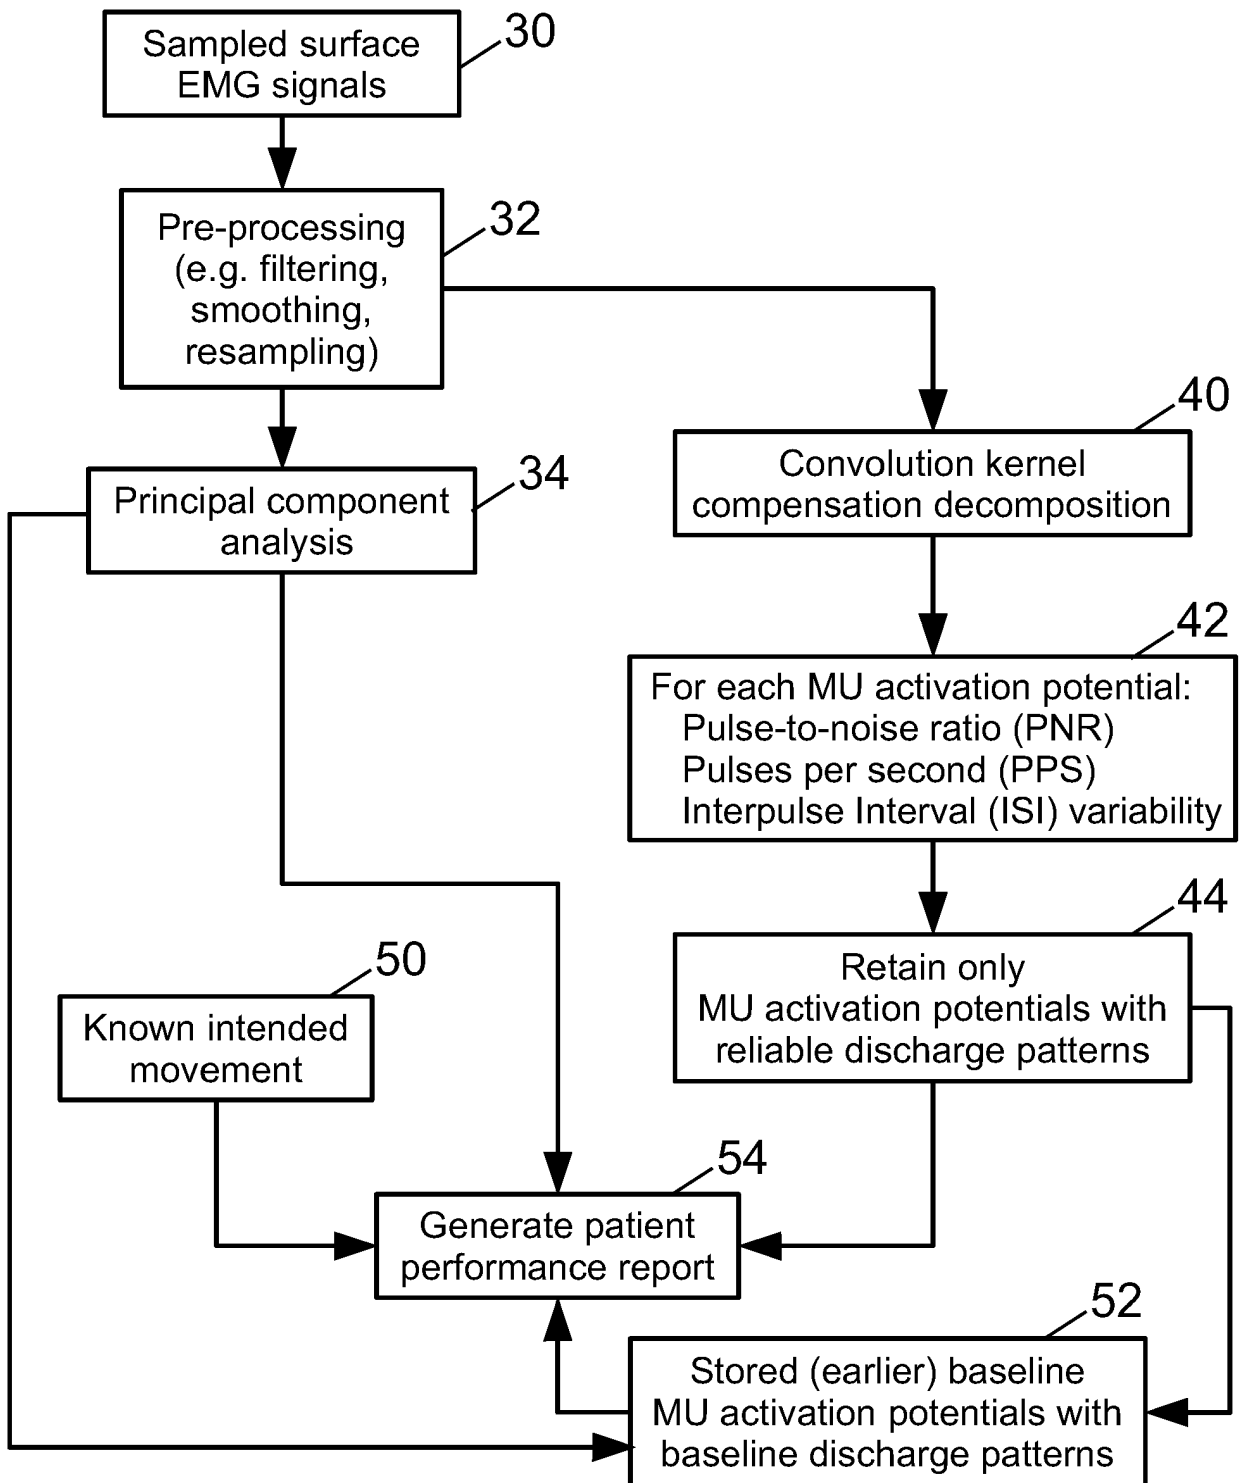 Sampled surface
EMG signals
30
Pre-processing
(e.g. filtering,
smoothing,
resampling)
32
Principal component
analysis
34
Convolution kernel
compensation decomposition
40
For each MU activation potential:
Pulse-to-noise ratio (PNR)
Pulses per second (PPS)
Interpulse Interval (ISI) variability
42
Retain only
MU activation potentials with
reliable discharge patterns
44
Known intended
movement
50
Generate patient
performance report
54
Stored (earlier) baseline
MU activation potentials with
baseline discharge patterns
52